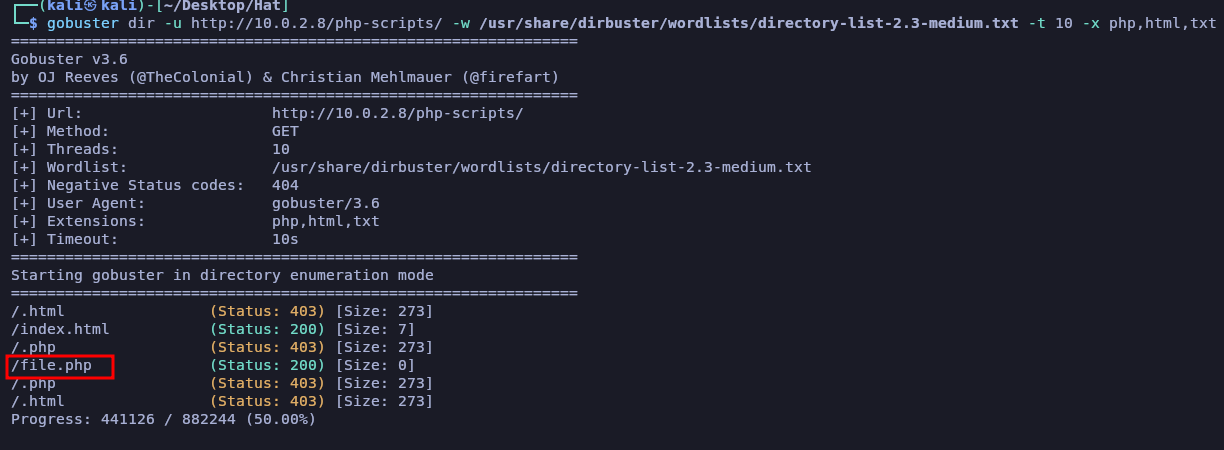 ┌──(kali㉿kali)-[~/Desktop/Hat]
└─$ gobuster dir -u http://10.0.2.8/php-scripts/ -w /usr/share/dirbuster/wordlists/directory-list-2.3-medium.txt -t 10 -x php,html,txt
===============================================================
Gobuster v3.6
by OJ Reeves (@TheColonial) & Christian Mehlmauer (@firefart)
===============================================================
[+] Url:                     http://10.0.2.8/php-scripts/
[+] Method:                  GET
[+] Threads:                 10
[+] Wordlist:                /usr/share/dirbuster/wordlists/directory-list-2.3-medium.txt
[+] Negative Status codes:   404
[+] User Agent:              gobuster/3.6
[+] Extensions:              php,html,txt
[+] Timeout:                 10s
===============================================================
Starting gobuster in directory enumeration mode
===============================================================
/.html                (Status: 403) [Size: 273]
/index.html           (Status: 200) [Size: 7]
/.php                 (Status: 403) [Size: 273]
/file.php             (Status: 200) [Size: 0]
/.php                 (Status: 403) [Size: 273]
/.html                (Status: 403) [Size: 273]
Progress: 441126 / 882244 (50.00%)